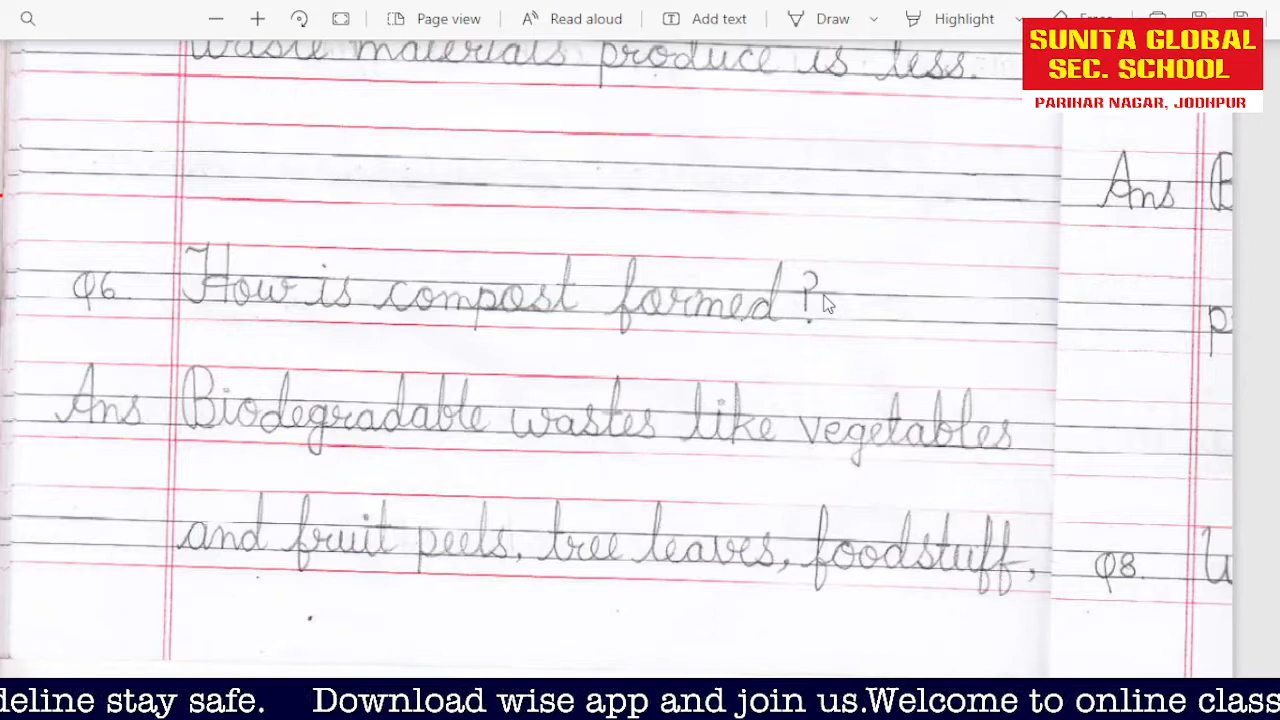 Page view
Read aloud
Add text
Draw
Highlight
Erase
SUNITA GLOBAL
SEC. SCHOOL
PARIHAR NAGAR, JODHPUR
waste materials produce is less.
Q6. How is compost formed ?
Ans Biodegradable wastes like vegetables
and fruit peels, tree leaves, foodstuff,
Ans B
p
Q8. U
deline stay safe. Download wise app and join us.Welcome to online class